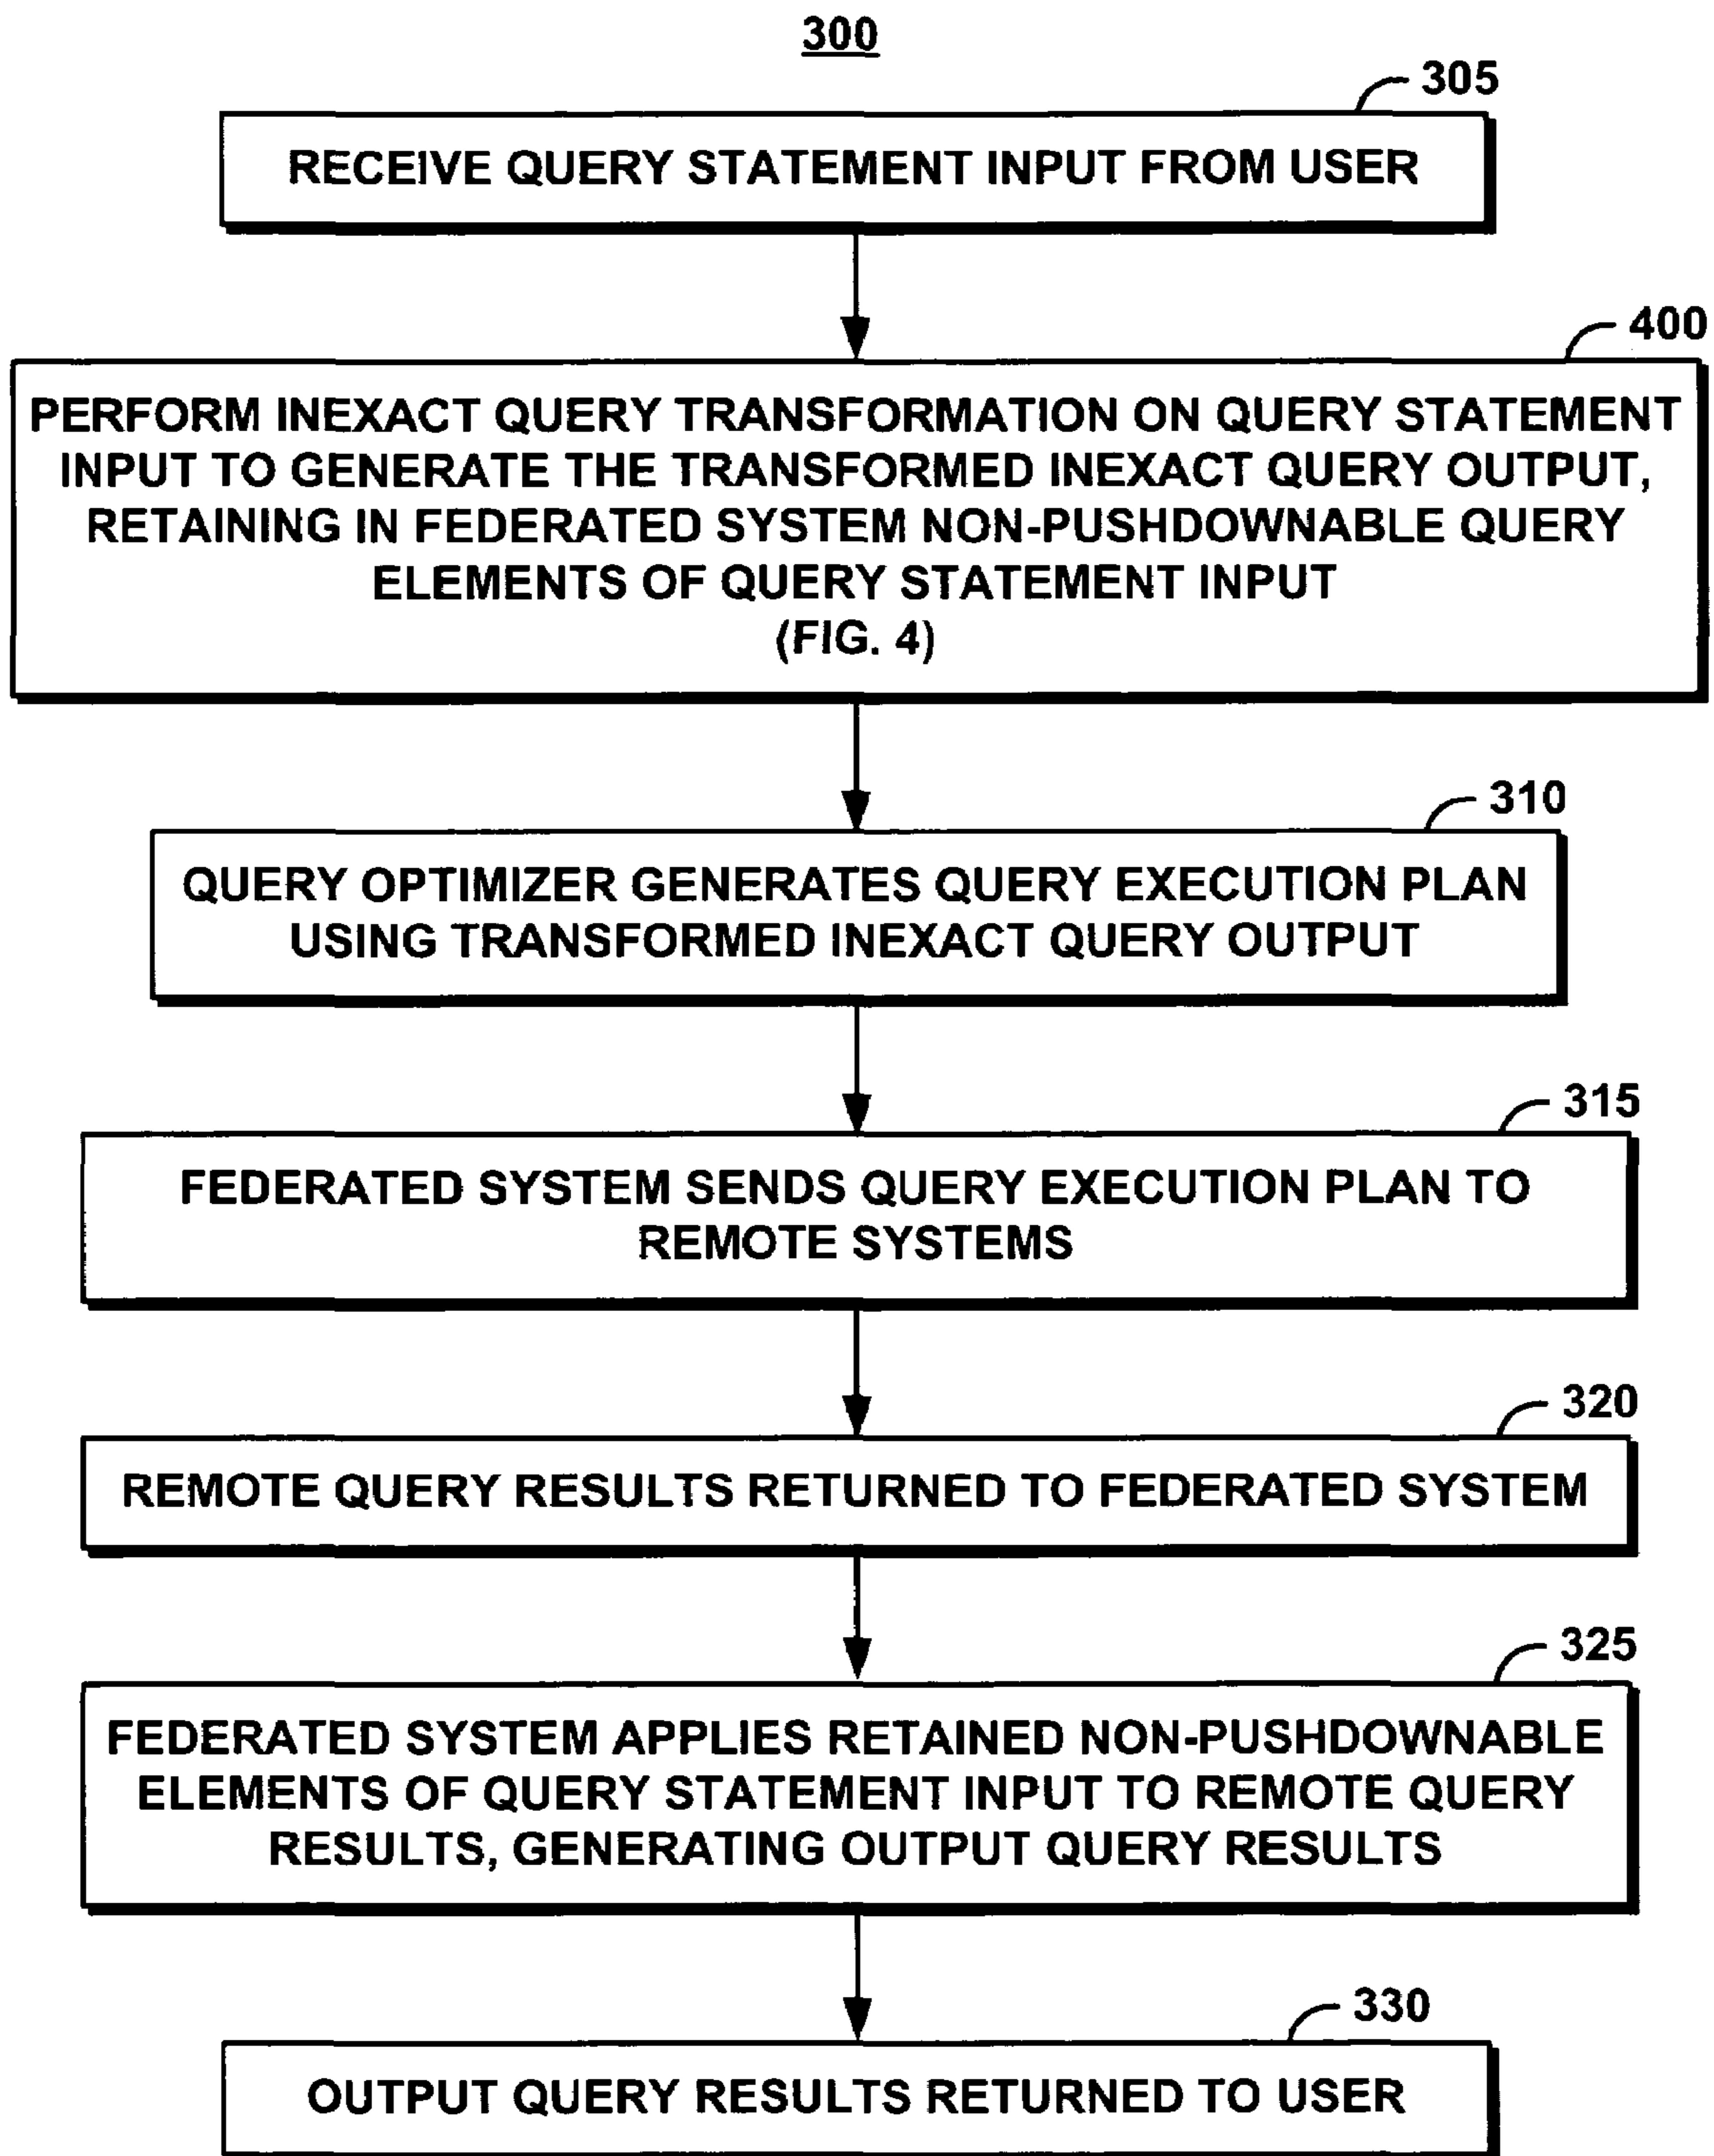 300
305
RECEIVE QUERY STATEMENT INPUT FROM USER
400
PERFORM INEXACT QUERY TRANSFORMATION ON QUERY STATEMENT
INPUT TO GENERATE THE TRANSFORMED INEXACT QUERY OUTPUT,
RETAINING IN FEDERATED SYSTEM NON-PUSHDOWNABLE QUERY
ELEMENTS OF QUERY STATEMENT INPUT
(FIG. 4)
310
QUERY OPTIMIZER GENERATES QUERY EXECUTION PLAN
USING TRANSFORMED INEXACT QUERY OUTPUT
315
FEDERATED SYSTEM SENDS QUERY EXECUTION PLAN TO
REMOTE SYSTEMS
320
REMOTE QUERY RESULTS RETURNED TO FEDERATED SYSTEM
325
FEDERATED SYSTEM APPLIES RETAINED NON-PUSHDOWNABLE
ELEMENTS OF QUERY STATEMENT INPUT TO REMOTE QUERY
RESULTS, GENERATING OUTPUT QUERY RESULTS
330
OUTPUT QUERY RESULTS RETURNED TO USER